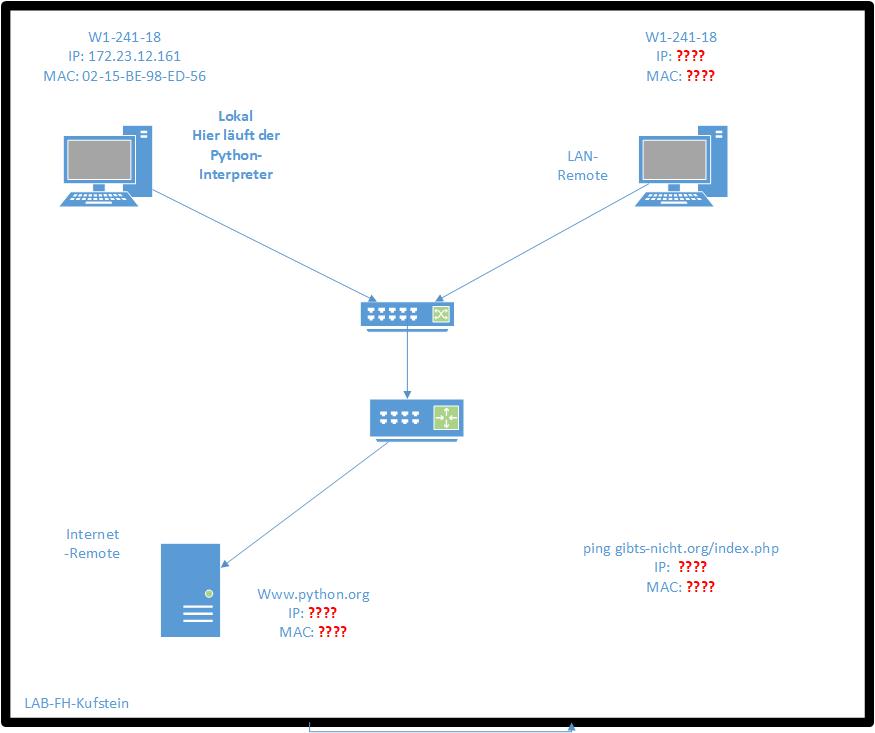 W1-241-18
IP: 172.23.12.161
MAC: 02-15-BE-98-ED-56
Lokal
Hier läuft der
Python-
Interpreter
W1-241-18
IP: ????
MAC: ????
LAN-
Remote
Internet
-Remote
Www.python.org
IP: ????
MAC: ????
ping gibts-nicht.org/index.php
IP: ????
MAC: ????
LAB-FH-Kufstein